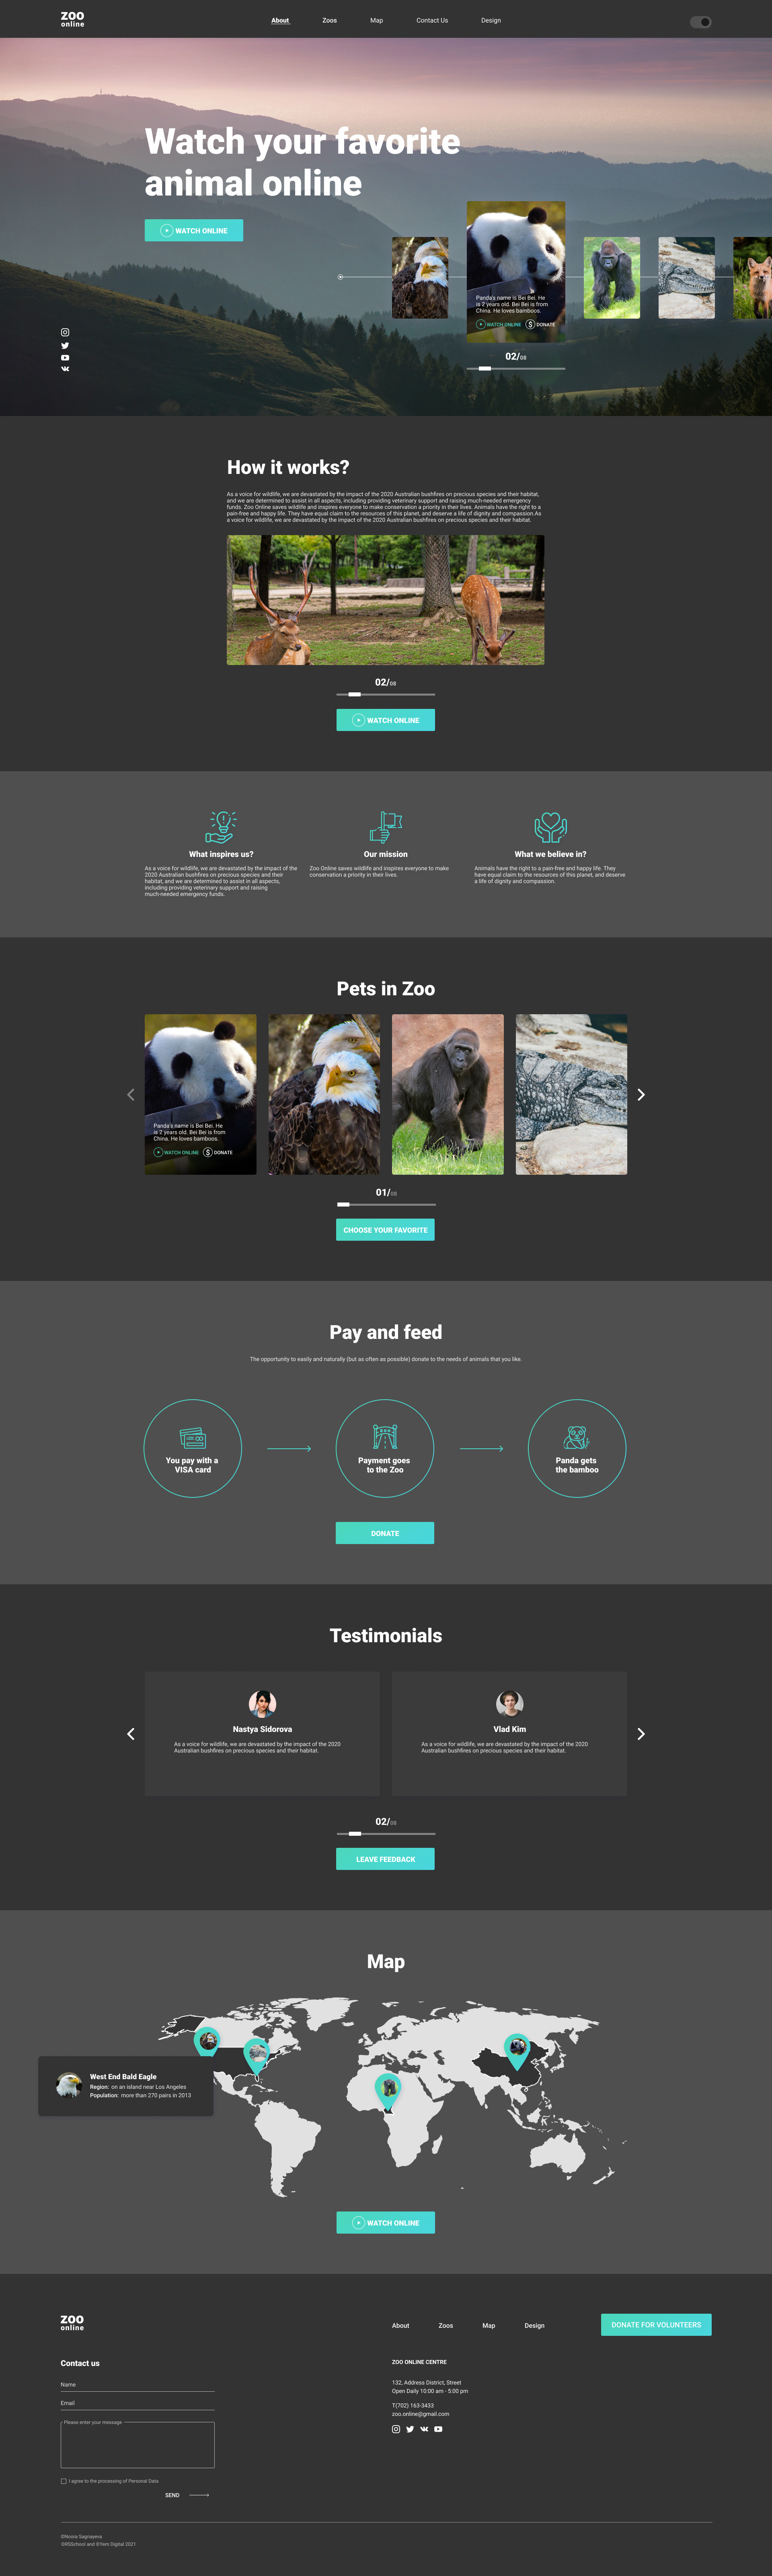 ZOO
online
About
Zoos
Map
Contact Us
Design
Watch your favorite
animal online
WATCH ONLINE
Panda's name is Bei Bei. He
is 2 years old. Bei Bei is from
China. He loves bamboos.
WATCH ONLINE
DONATE
02/08
How it works?
As a voice for wildlife, we are devastated by the impact of the 2020 Australian bushfires on precious species and their habitat,
and we are determined to assist in all aspects, including providing veterinary support and raising much-needed emergency
funds. Zoo Online saves wildlife and inspires everyone to make conservation a priority in their lives. Animals have the right to a
pain-free and happy life. They have equal claim to the resources of this planet, and deserve a life of dignity and compassion.As
a voice for wildlife, we are devastated by the impact of the 2020 Australian bushfires on precious species and their habitat.
02/08
WATCH ONLINE
What inspires us?
As a voice for wildlife, we are devastated by the impact of the
2020 Australian bushfires on precious species and their
habitat, and we are determined to assist in all aspects,
including providing veterinary support and raising
much-needed emergency funds.
Our mission
Zoo Online saves wildlife and inspires everyone to make
conservation a priority in their lives.
What we believe in?
Animals have the right to a pain-free and happy life. They
have equal claim to the resources of this planet, and deserve
a life of dignity and compassion.
Pets in Zoo
Panda's name is Bei Bei. He
is 2 years old. Bei Bei is from
China. He loves bamboos.
WATCH ONLINE
DONATE
01/08
CHOOSE YOUR FAVORITE
Pay and feed
The opportunity to easily and naturally (but as often as possible) donate to the needs of animals that you like.
You pay with a
VISA card
Payment goes
to the Zoo
Panda gets
the bamboo
DONATE
Testimonials
Nastya Sidorova
As a voice for wildlife, we are devastated by the impact of the 2020
Australian bushfires on precious species and their habitat.
Vlad Kim
As a voice for wildlife, we are devastated by the impact of the 2020
Australian bushfires on precious species and their habitat.
02/08
LEAVE FEEDBACK
Map
West End Bald Eagle
Region: on an island near Los Angeles
Population: more than 270 pairs in 2013
WATCH ONLINE
ZOO
online
About
Zoos
Map
Design
DONATE FOR VOLUNTEERS
Contact us
Name
Email
Please enter your message
I agree to the processing of Personal Data
SEND
ZOO ONLINE CENTRE
132, Address District, Street
Open Daily 10:00 am - 5:00 pm
T(702) 163-3433
zoo.online@gmail.com
©Noora Sagnayeva
©RSSchool and ©Yem Digital 2021